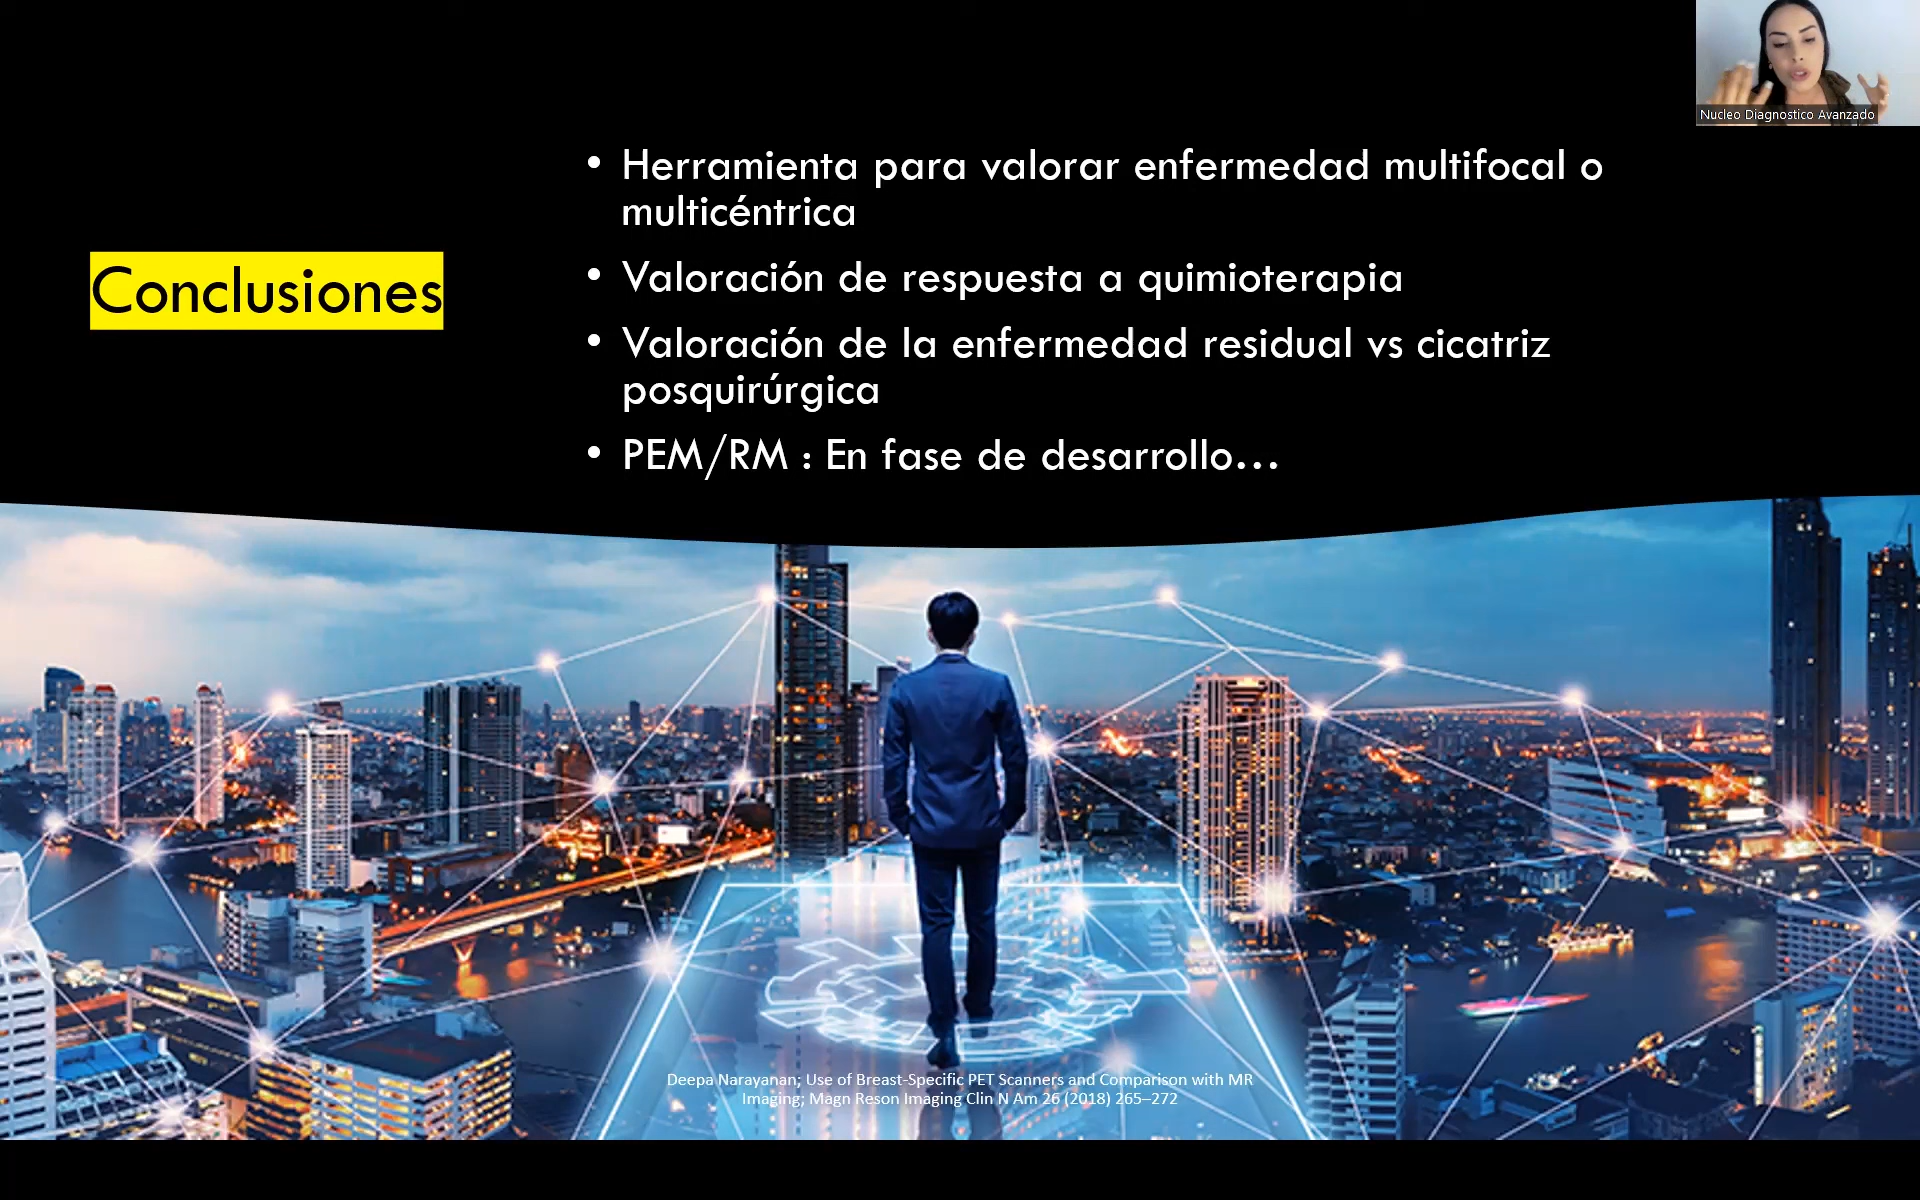 Nucleo Diagnostico Avanzado
Conclusiones
• Herramienta para valorar enfermedad multifocal o
multicéntrica
• Valoración de respuesta a quimioterapia
• Valoración de la enfermedad residual vs cicatriz
posquirúrgica
• PEM/RM : En fase de desarrollo...
Deepa Narayanan; Use of Breast-Specific PET Scanners and Comparison with MR
Imaging; Magn Reson Imaging Clin N Am 26 (2018) 265–272